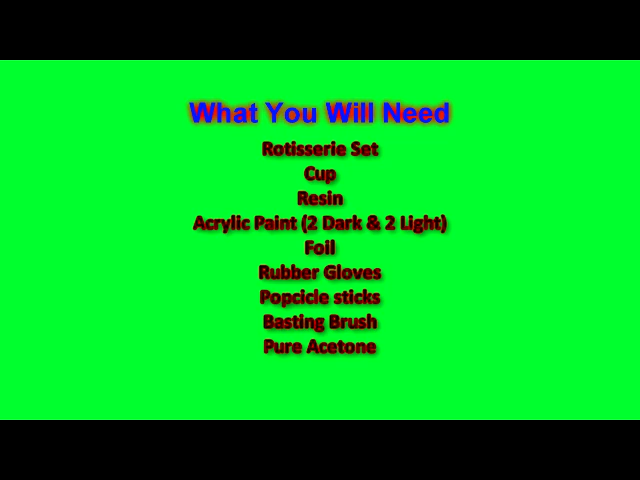 What You Will Need
Rotisserie Set
Cup
Resin
Acrylic Paint (2 Dark & 2 Light)
Foil
Rubber Gloves
Popcicle sticks
Basting Brush
Pure Acetone